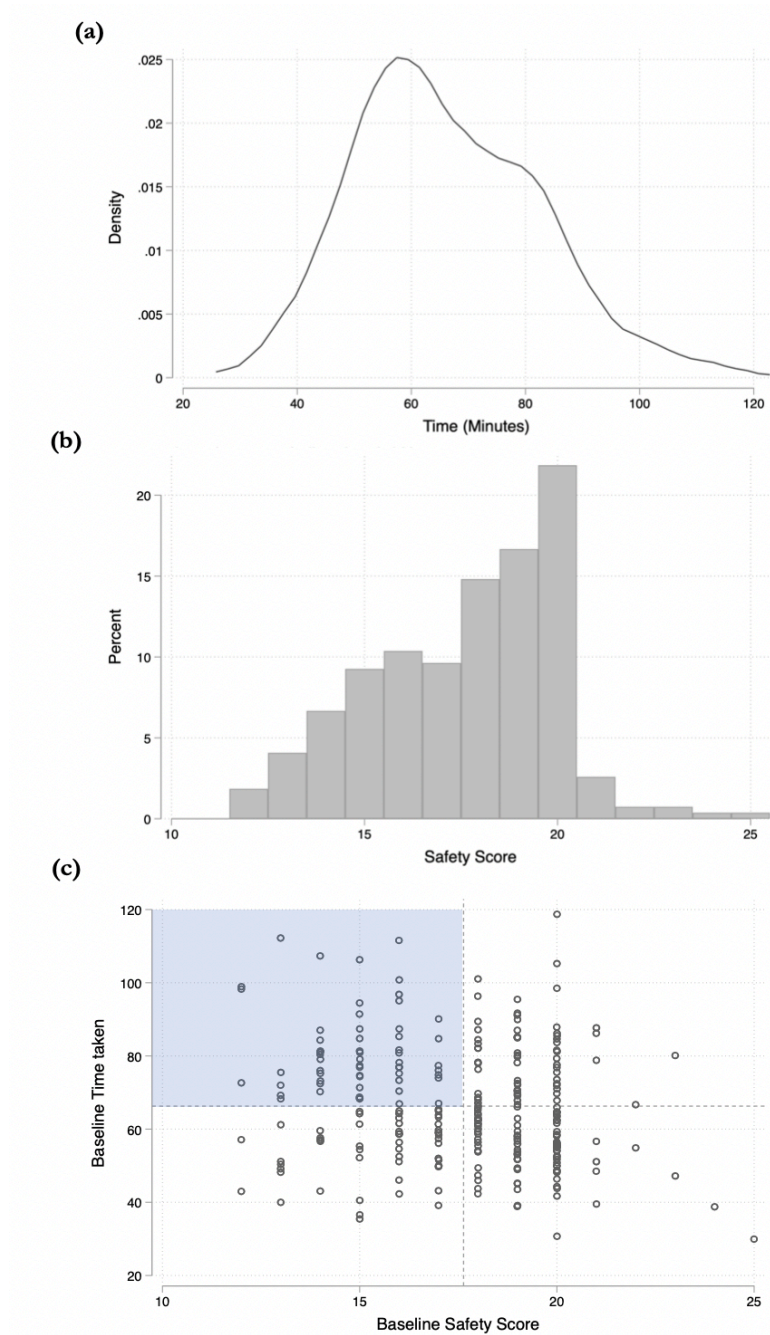 (a)
.025
.02
.015
.01
.005
0
Density
20 40 60 80 100 120
Time (Minutes)
(b)
20
15
10
5
0
Percent
10 15 20 25
Safety Score
(c)
120
100
80
60
40
20
Baseline Time taken
10 15 20 25
Baseline Safety Score